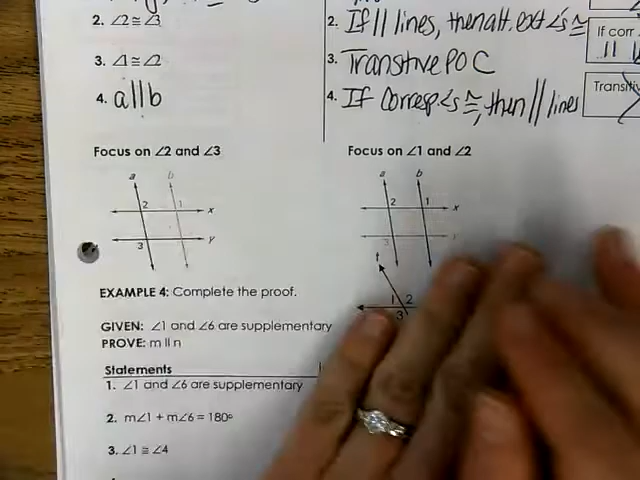 2. ∠2 ≅ ∠3
2. If || lines, then alt. ext ∠'s ≅
If corr
3. ∠1 ≅ ∠2
3. Transitive POC
4. a||b
4. If Corresp ∠s ≅, then || lines
Transitiv
Focus on ∠2 and ∠3
Focus on ∠1 and ∠2
a b
a b
2 1 x
2 1 x
3 y
3
t
EXAMPLE 4: Complete the proof.
1 2
3
GIVEN: ∠1 and ∠6 are supplementary
PROVE: m || n
Statements
1. ∠1 and ∠6 are supplementary
2. m∠1 + m∠6 = 180°
3. ∠1 ≅ ∠4